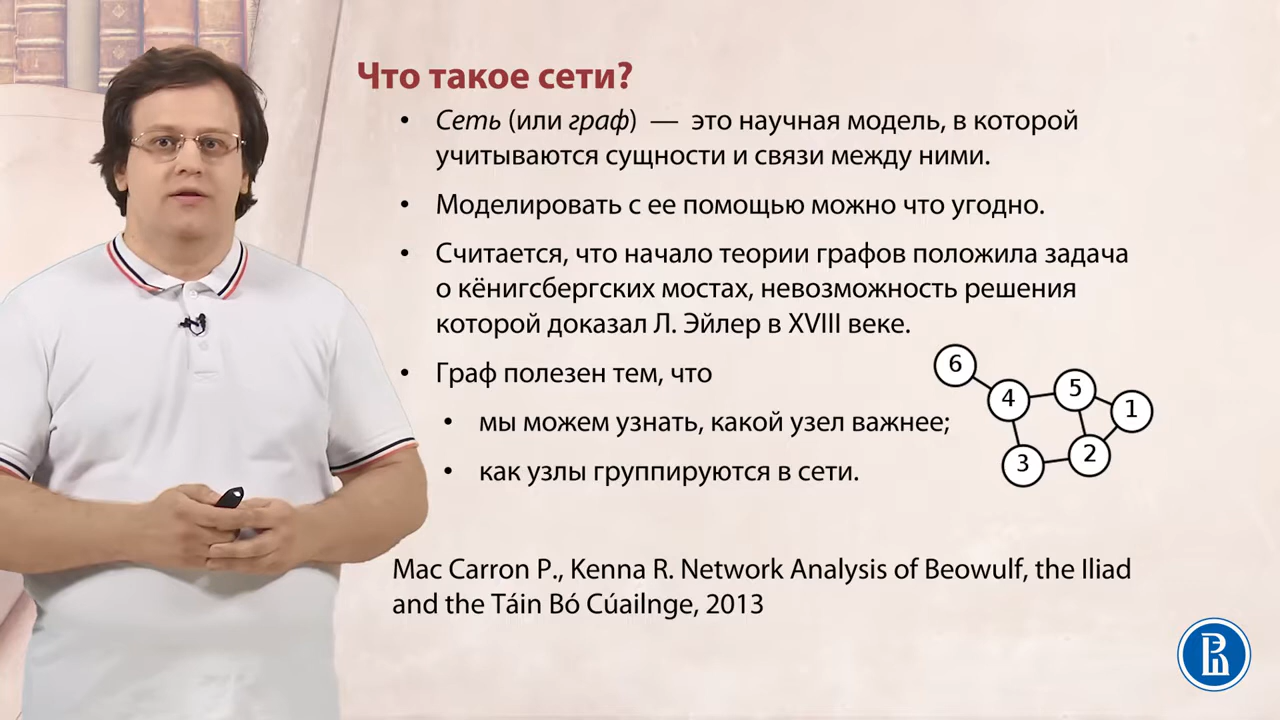 Что такое сети?
• Сеть (или граф) — это научная модель, в которой
учитываются сущности и связи между ними.
• Моделировать с ее помощью можно что угодно.
• Считается, что начало теории графов положила задача
о кёнигсбергских мостах, невозможность решения
которой доказал Л. Эйлер в XVIII веке.
• Граф полезен тем, что
• мы можем узнать, какой узел важнее;
• как узлы группируются в сети.
6
4
5
1
3
2
Mac Carron P., Kenna R. Network Analysis of Beowulf, the Iliad
and the Táin Bó Cúailnge, 2013